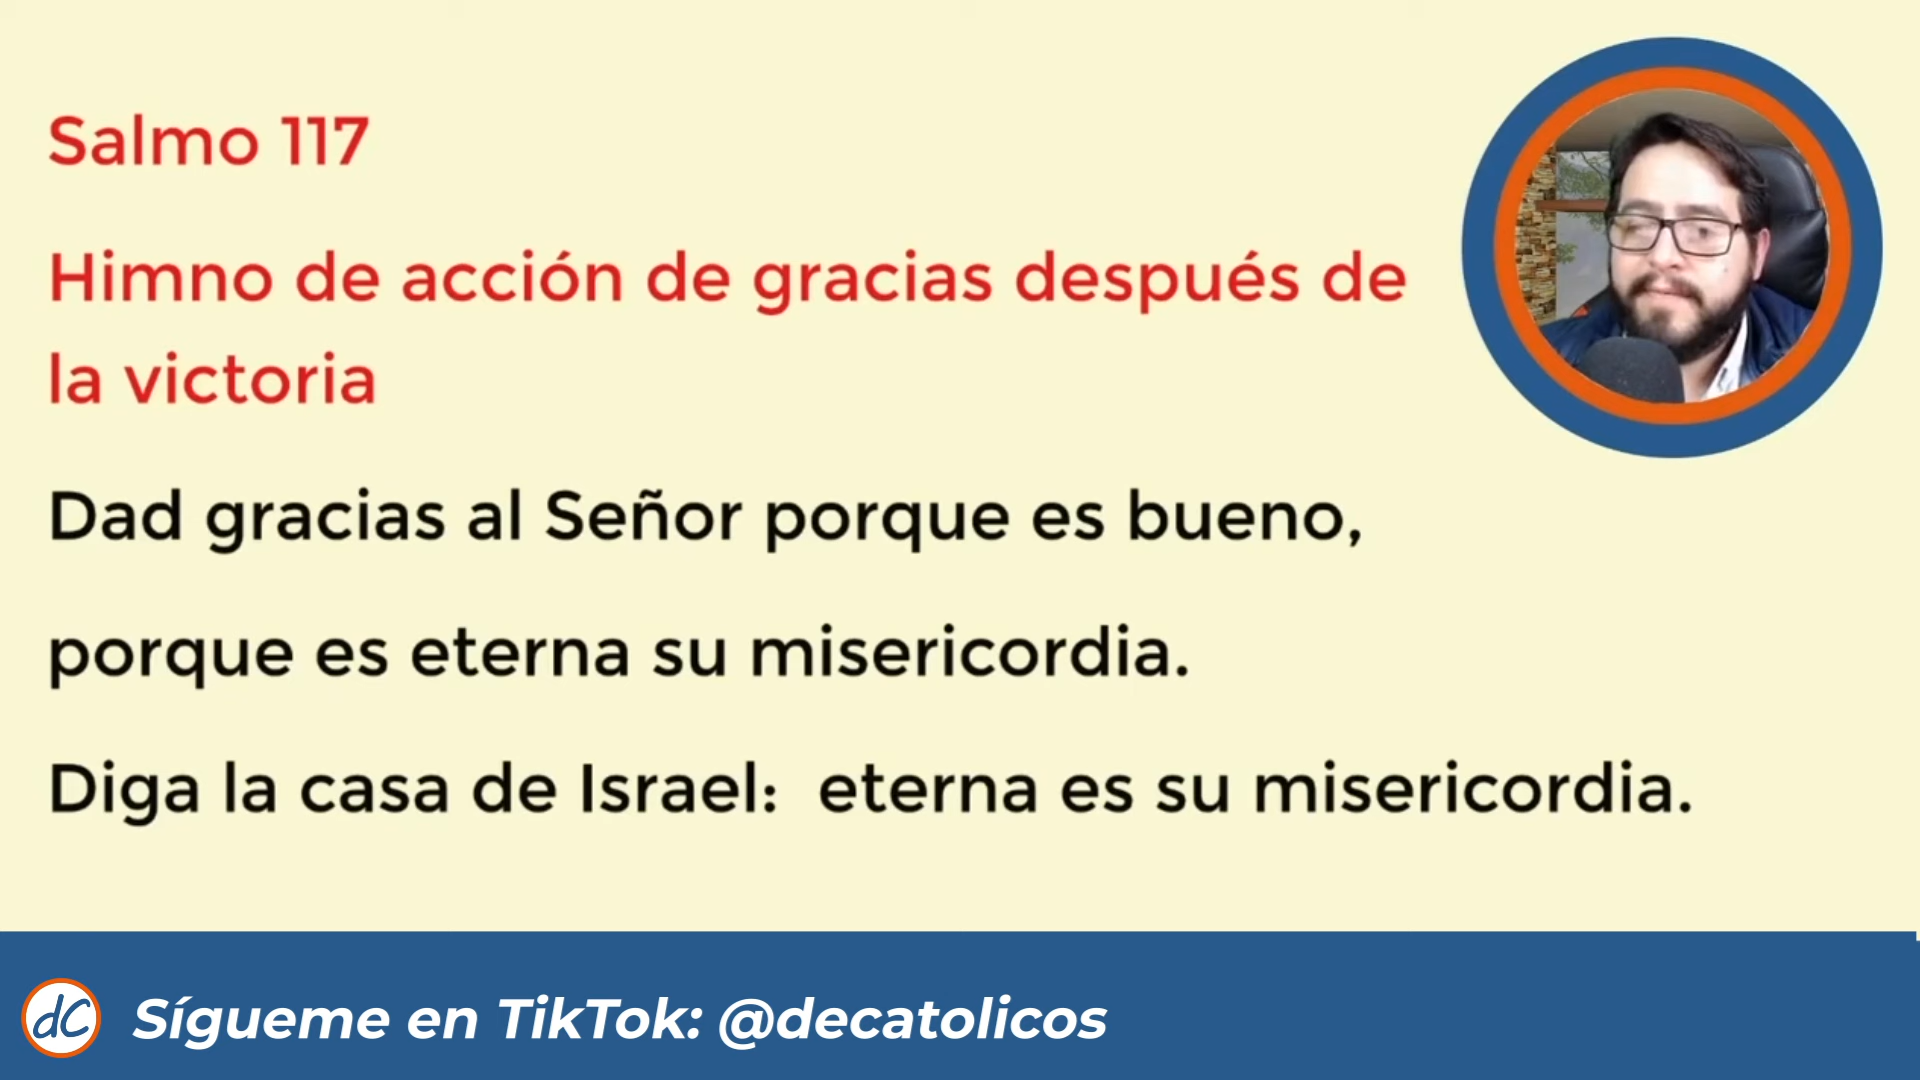 Salmo 117
Himno de acción de gracias después de
la victoria
Dad gracias al Señor porque es bueno,
porque es eterna su misericordia.
Diga la casa de Israel: eterna es su misericordia.
dC Sígueme en TikTok: @decatolicos